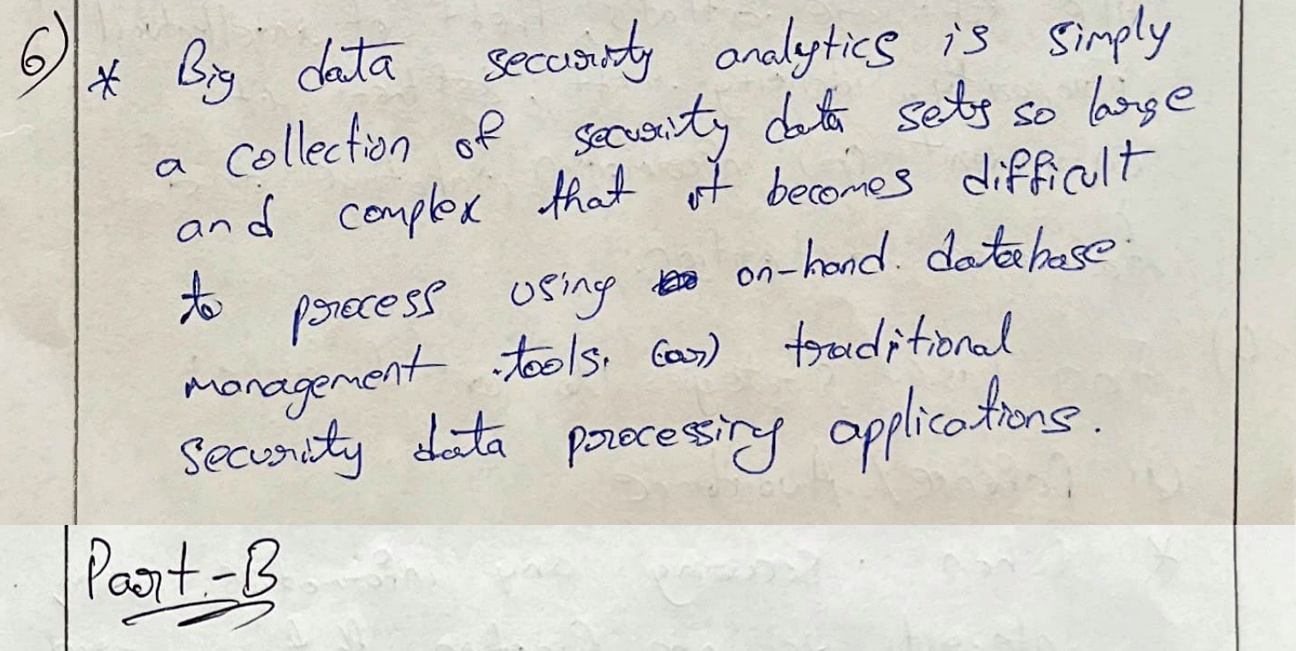 6) * Big data security analytics is simply
a collection of security data sets so large
and complex that it becomes difficult
to process using on-hand. database
management tools. (or) traditional
security data processing applications.
Part-B